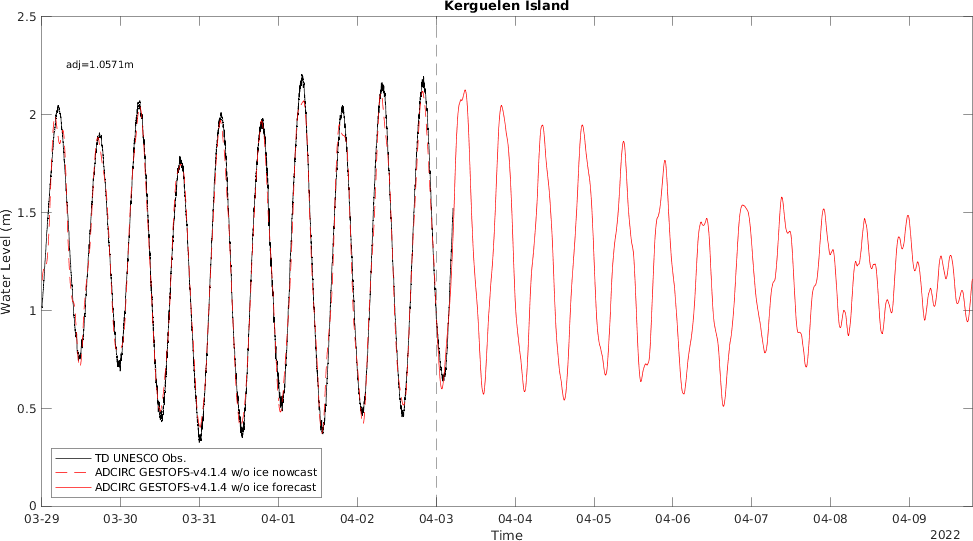 Kerguelen Island
adj=1.0571m
2.5
2
1.5
1
0.5
0
Water Level (m)
TD UNESCO Obs.
ADCIRC GESTOFS-v4.1.4 w/o ice nowcast
ADCIRC GESTOFS-v4.1.4 w/o ice forecast
03-29 03-30 03-31 04-01 04-02 04-03 04-04 04-05 04-06 04-07 04-08 04-09
Time
2022